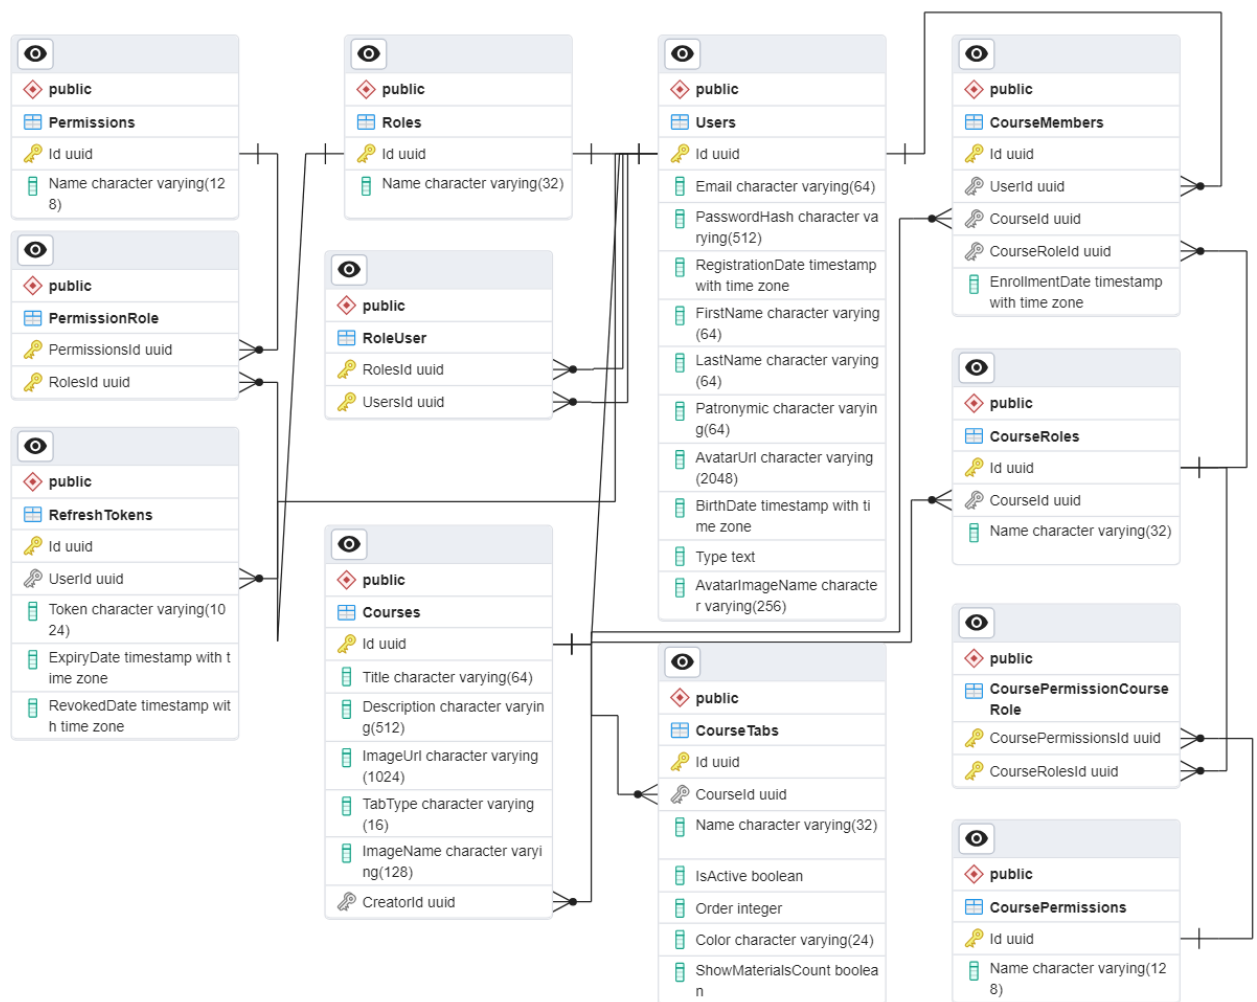 public
Permissions
Id uuid
Name character varying(12
8)
public
PermissionRole
PermissionsId uuid
RolesId uuid
public
RefreshTokens
Id uuid
UserId uuid
Token character varying(10
24)
ExpiryDate timestamp with t
ime zone
RevokedDate timestamp wit
h time zone
public
Roles
Id uuid
Name character varying(32)
public
RoleUser
RolesId uuid
UsersId uuid
public
Courses
Id uuid
Title character varying(64)
Description character varyin
g(512)
ImageUrl character varying
(1024)
TabType character varying
(16)
ImageName character varyi
ng(128)
CreatorId uuid
public
Users
Id uuid
Email character varying(64)
PasswordHash character va
rying(512)
RegistrationDate timestamp
with time zone
FirstName character varying
(64)
LastName character varying
(64)
Patronymic character varyin
g(64)
AvatarUrl character varying
(2048)
BirthDate timestamp with ti
me zone
Type text
AvatarImageName characte
r varying(256)
public
CourseTabs
Id uuid
CourseId uuid
Name character varying(32)
IsActive boolean
Order integer
Color character varying(24)
ShowMaterialsCount boolea
n
public
CourseMembers
Id uuid
UserId uuid
CourseId uuid
CourseRoleId uuid
EnrollmentDate timestamp
with time zone
public
CourseRoles
Id uuid
CourseId uuid
Name character varying(32)
public
CoursePermissionCourse
Role
CoursePermissionsId uuid
CourseRolesId uuid
public
CoursePermissions
Id uuid
Name character varying(12
8)